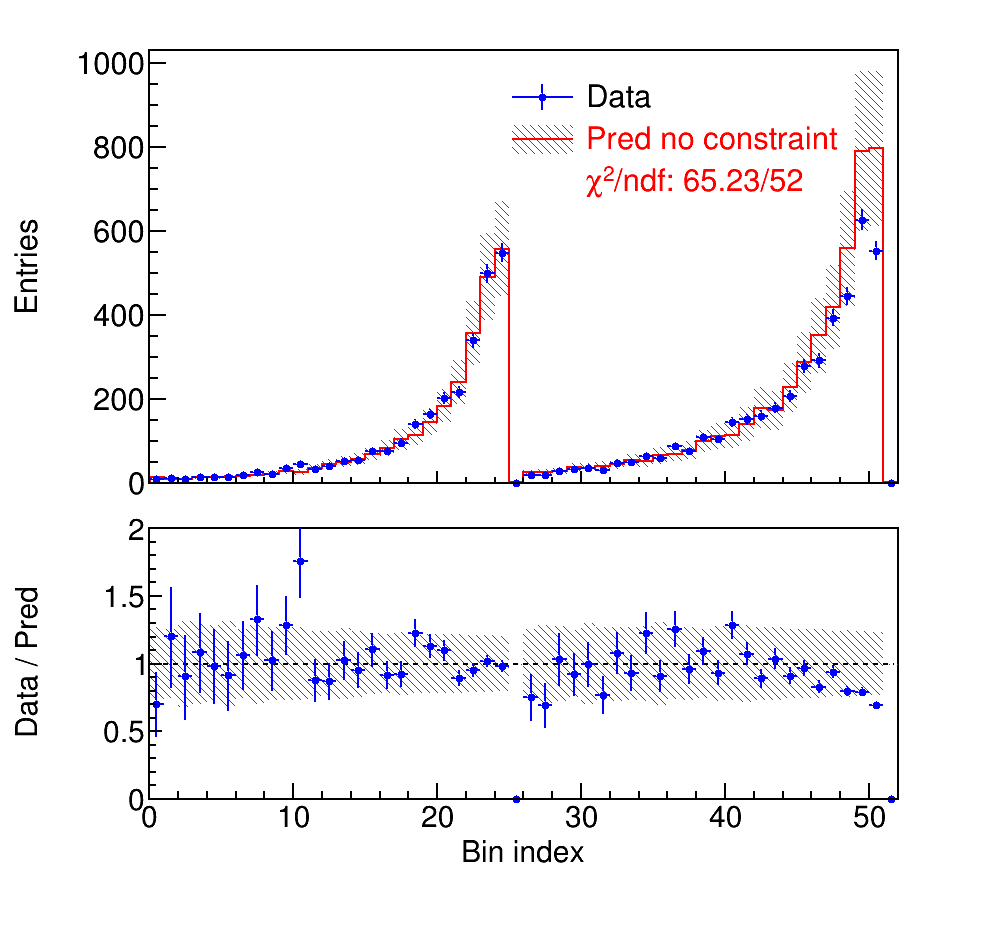 1000
800
600
400
200
0
Entries
Data
Pred no constraint
χ²/ndf: 65.23/52
2
1.5
1
0.5
0
Data / Pred
0 10 20 30 40 50
Bin index